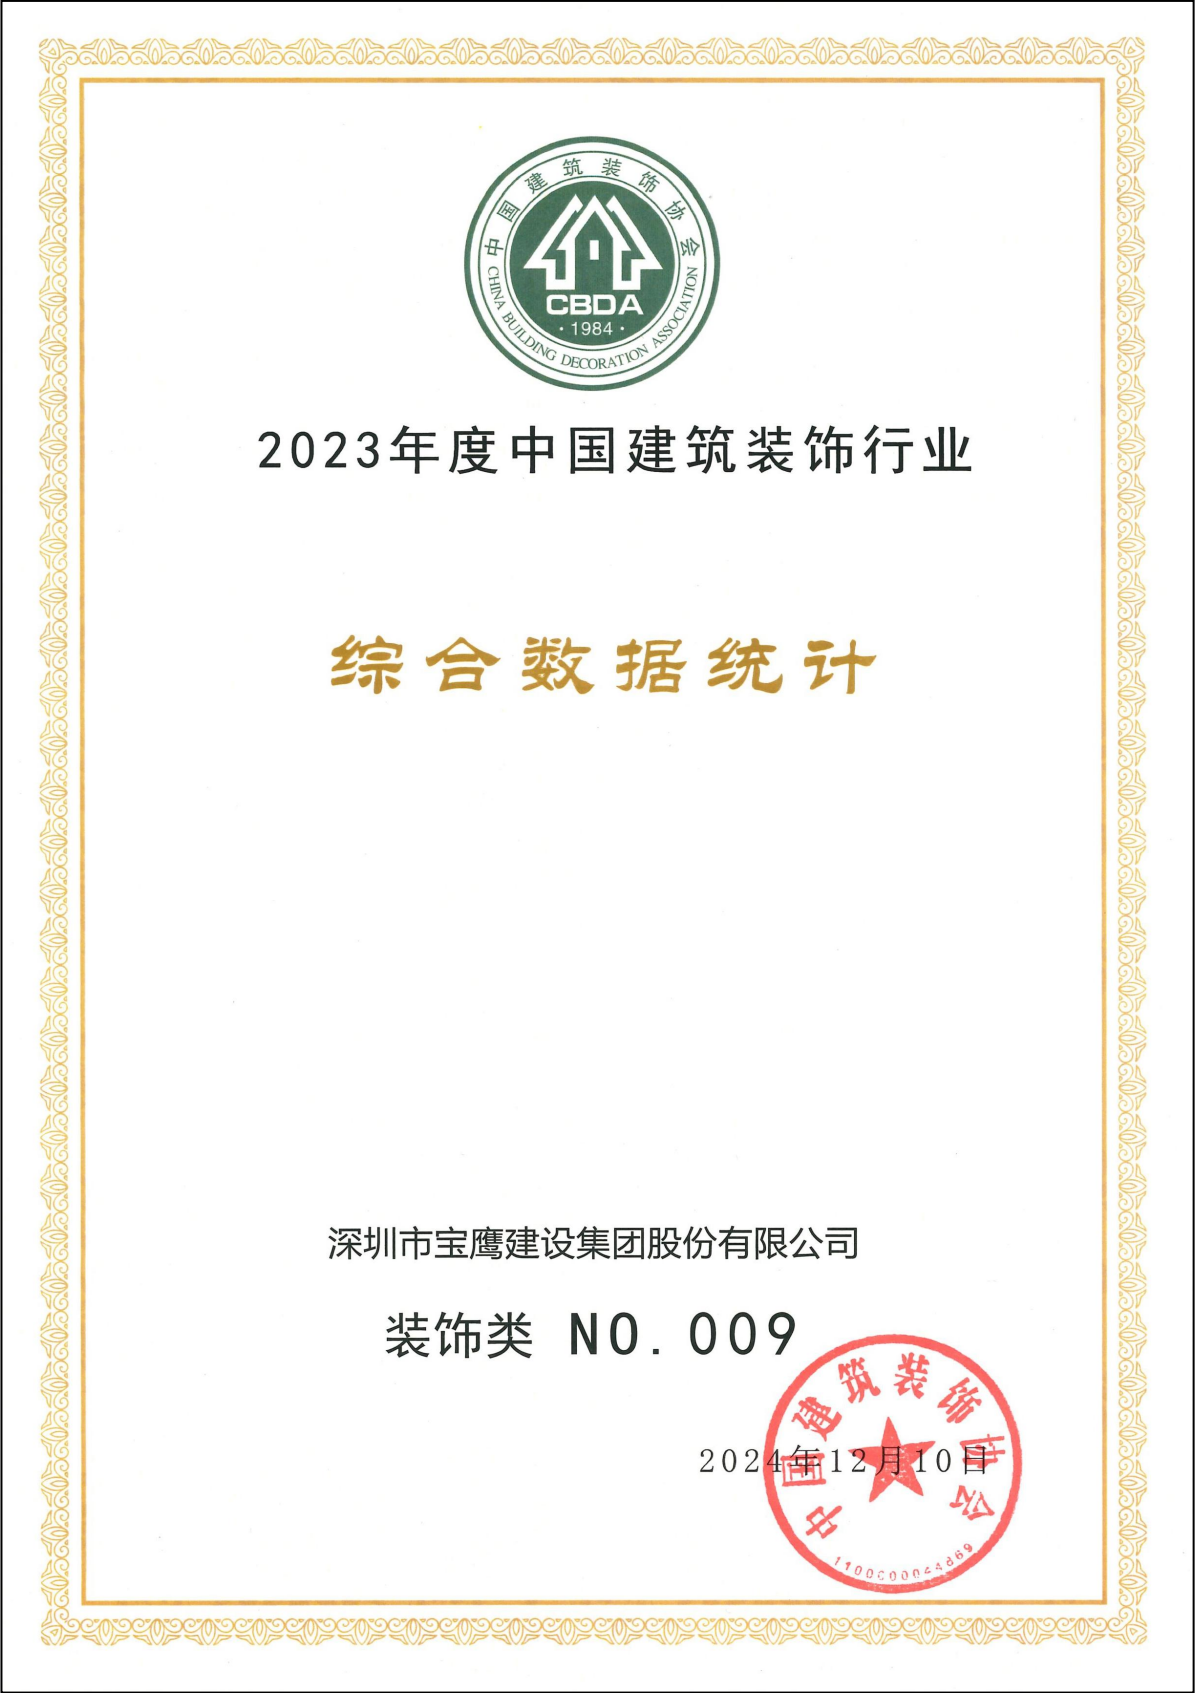 中国建筑装饰协会
CBDA
·1984·
CHINA BUILDING DECORATION ASSOCIATION
2023年度中国建筑装饰行业
综合数据统计
深圳市宝鹰建设集团股份有限公司
装饰类 NO.009
2024年12月10日
中国建筑装饰协会